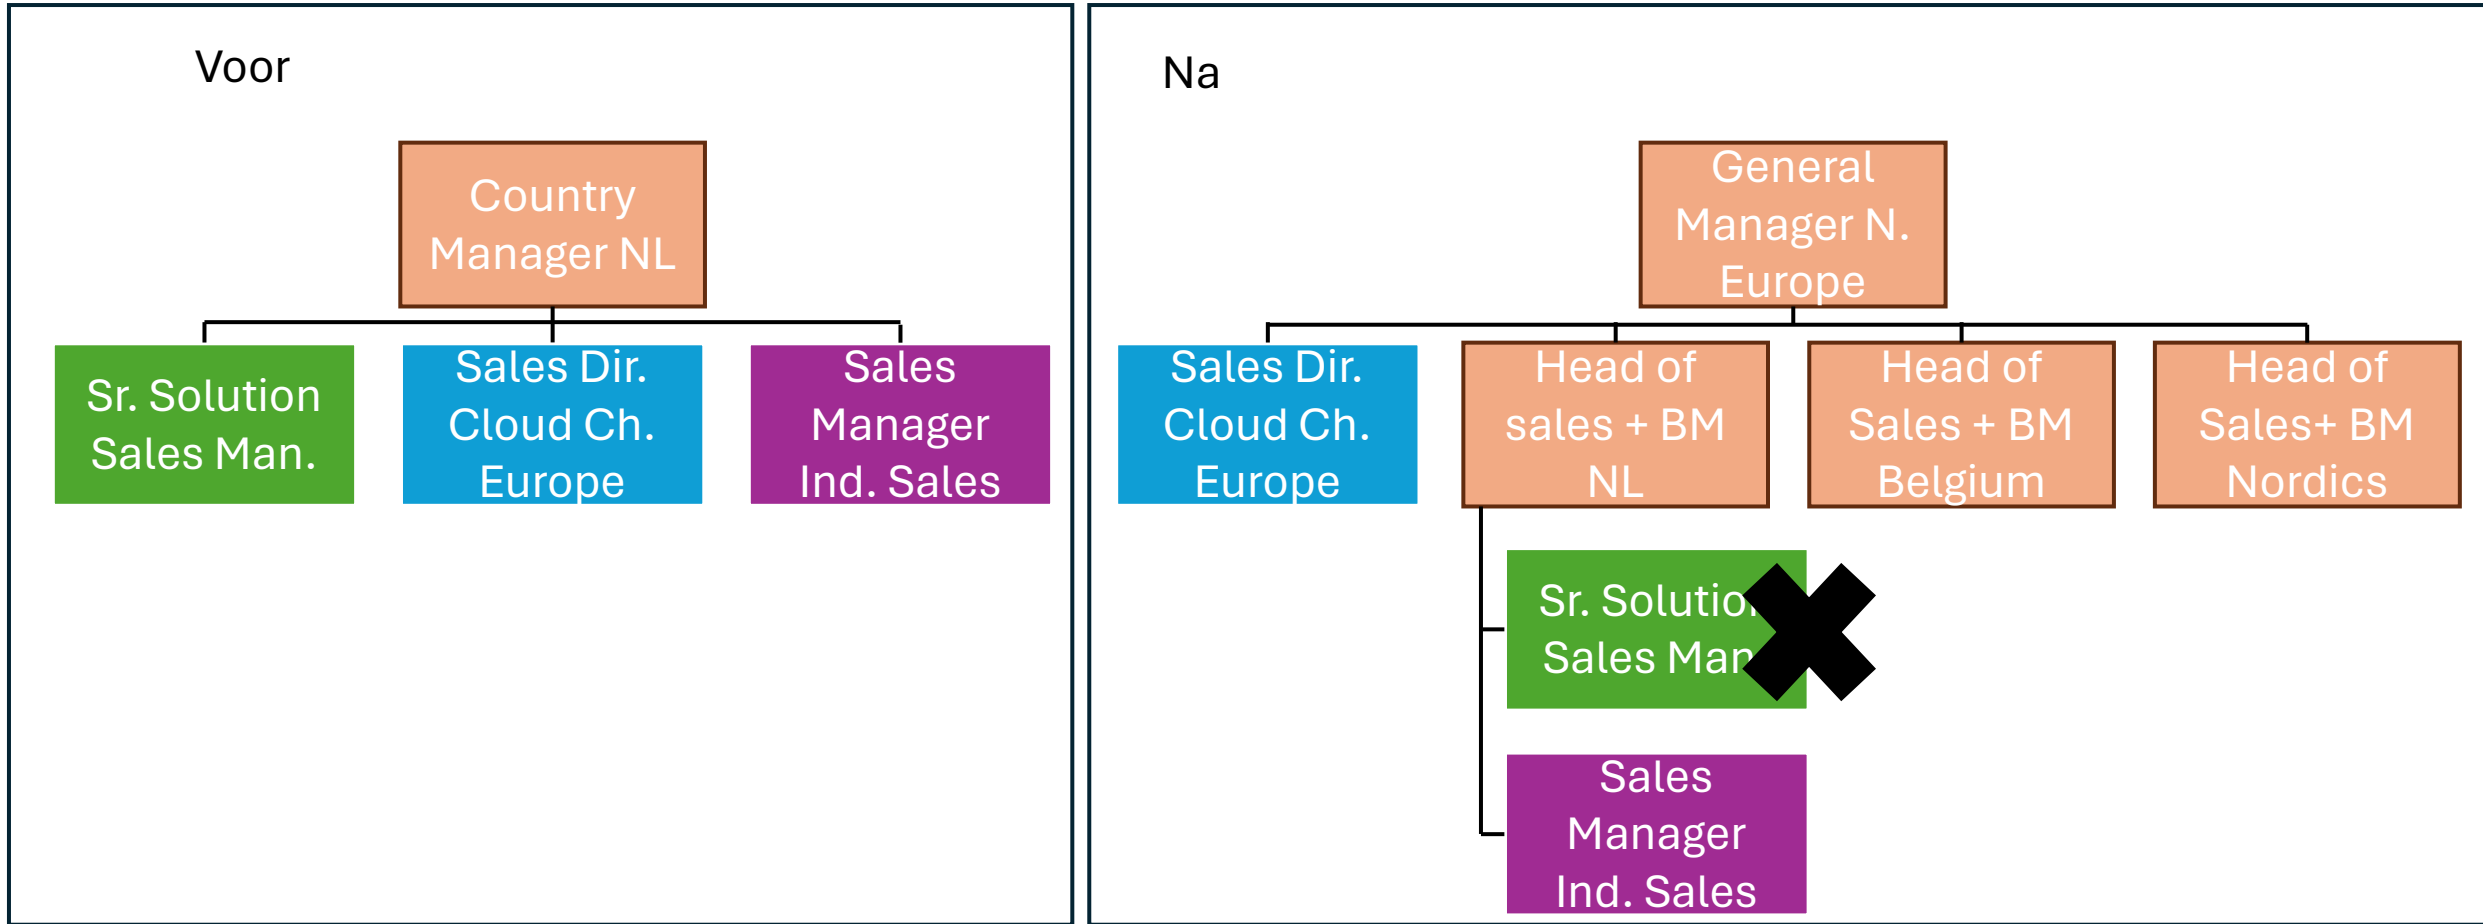 Voor
Country
Manager NL
Sr. Solution
Sales Man.
Sales Dir.
Cloud Ch.
Europe
Sales
Manager
Ind. Sales
Na
General
Manager N.
Europe
Sales Dir.
Cloud Ch.
Europe
Head of
sales + BM
NL
Head of
Sales + BM
Belgium
Head of
Sales+ BM
Nordics
Sr. Solution
Sales Man
Sales
Manager
Ind. Sales